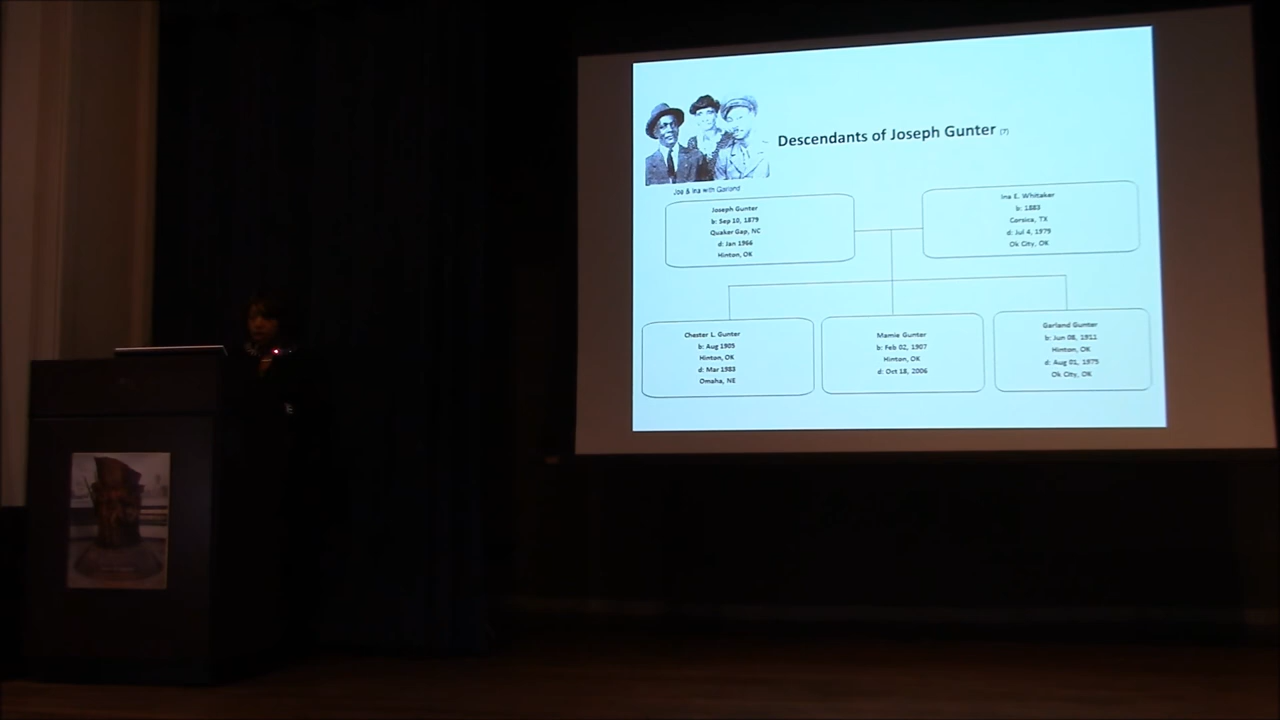 Descendants of Joseph Gunter (7)
Joe & Ina with Garland
Joseph Gunter
b: Sep 10, 1879
Quaker Gap, NC
d: Jan 1966
Hinton, OK
Ina E. Whitaker
b: 1883
Corsica, TX
d: Jul 4, 1979
Ok City, OK
Chester L. Gunter
b: Aug 1905
Hinton, OK
d: Mar 1983
Omaha, NE
Mamie Gunter
b: Feb 02, 1907
Hinton, OK
d: Oct 18, 2006
Garland Gunter
b: Jun 08, 1911
Hinton, OK
d: Aug 01, 1975
Ok City, OK